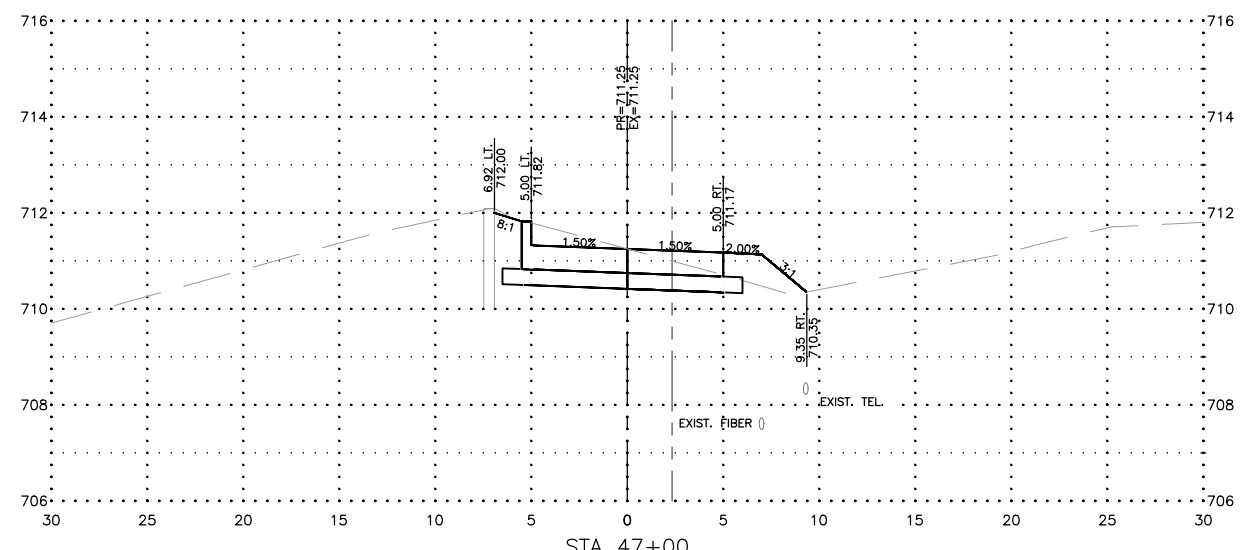 716
716
PR=711.25
EX=711.25
714
714
6.92 LT.
712.00
5.00 LT.
711.82
5.00 RT.
711.17
712
712
8:1
1.50%
1.50%
2.00%
3:1
710
710
9.35 RT.
710.35
EXIST. TEL.
708
708
EXIST. FIBER
706
706
30 25 20 15 10 5 0 5 10 15 20 25 30
STA 47+00